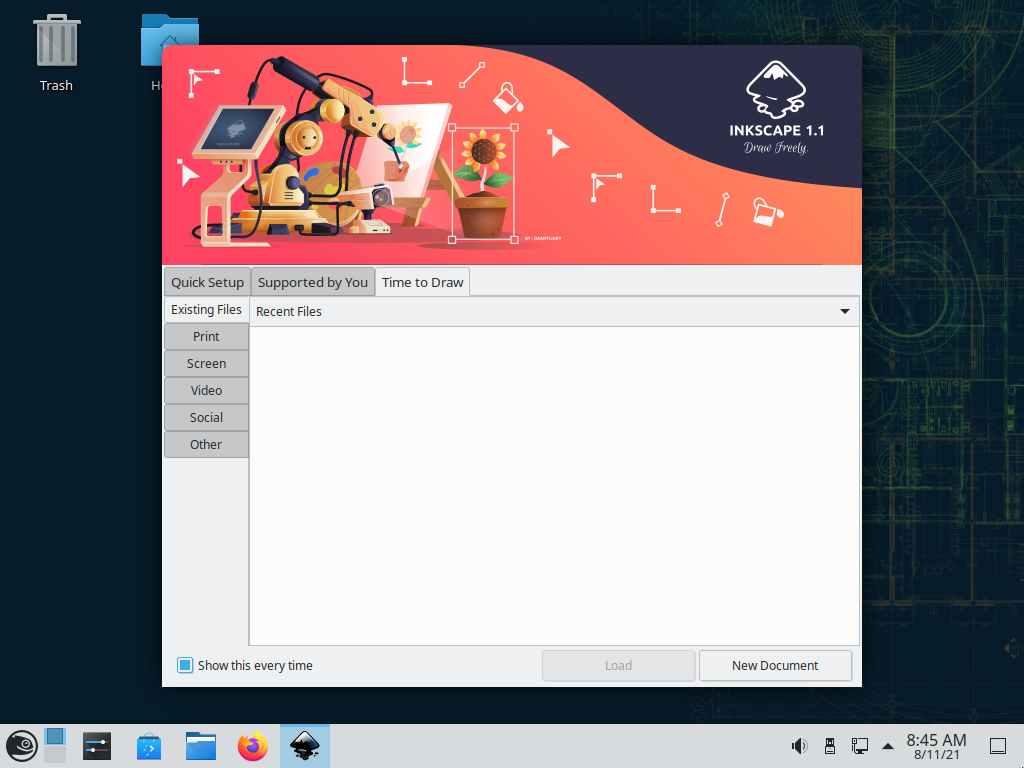 Trash
Ho
INKSCAPE 1.1
Draw Freely.
Quick Setup
Supported by You
Time to Draw
Existing Files
Recent Files
Print
Screen
Video
Social
Other
Show this every time
Load
New Document
8:45 AM
8/11/21